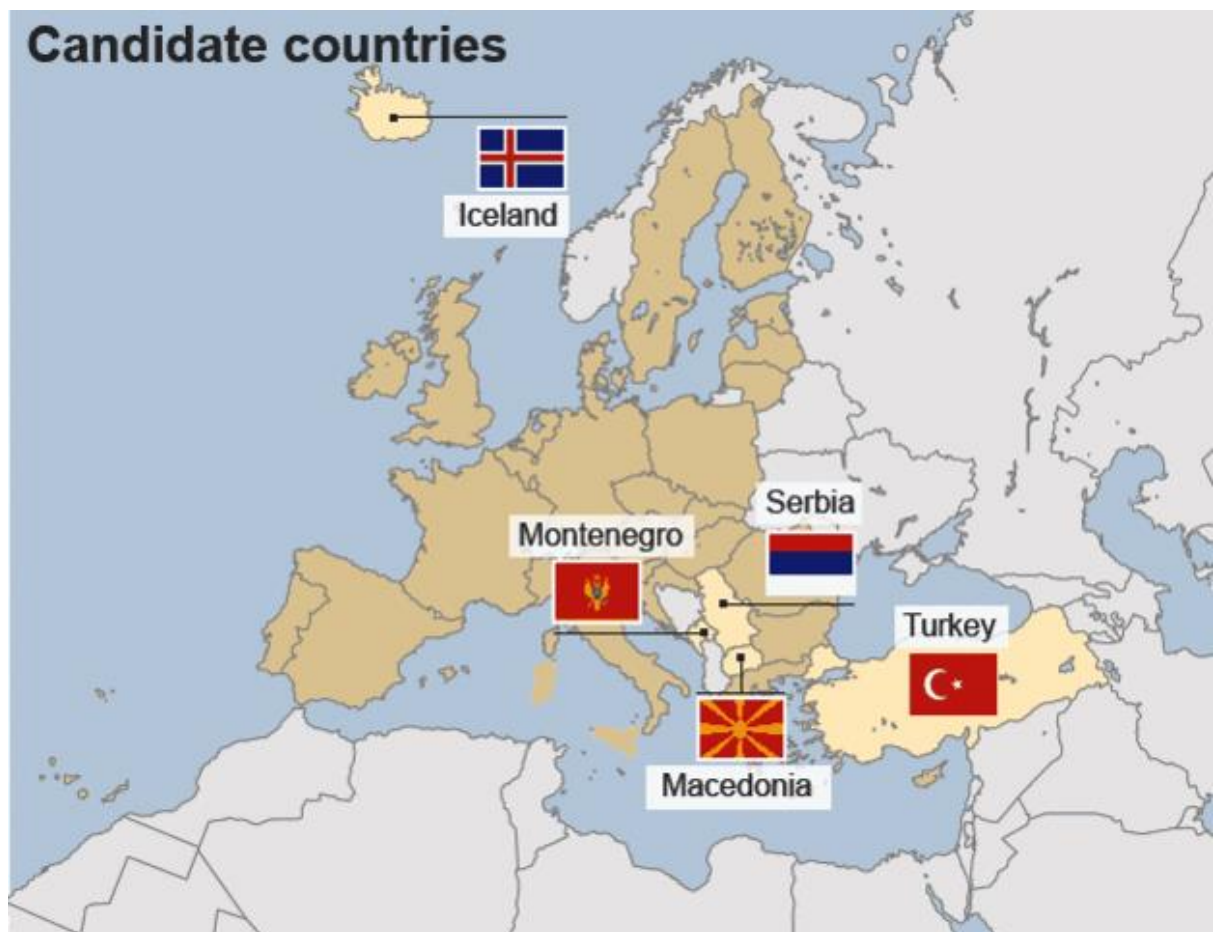 Candidate countries
Iceland
Serbia
Montenegro
Turkey
Macedonia